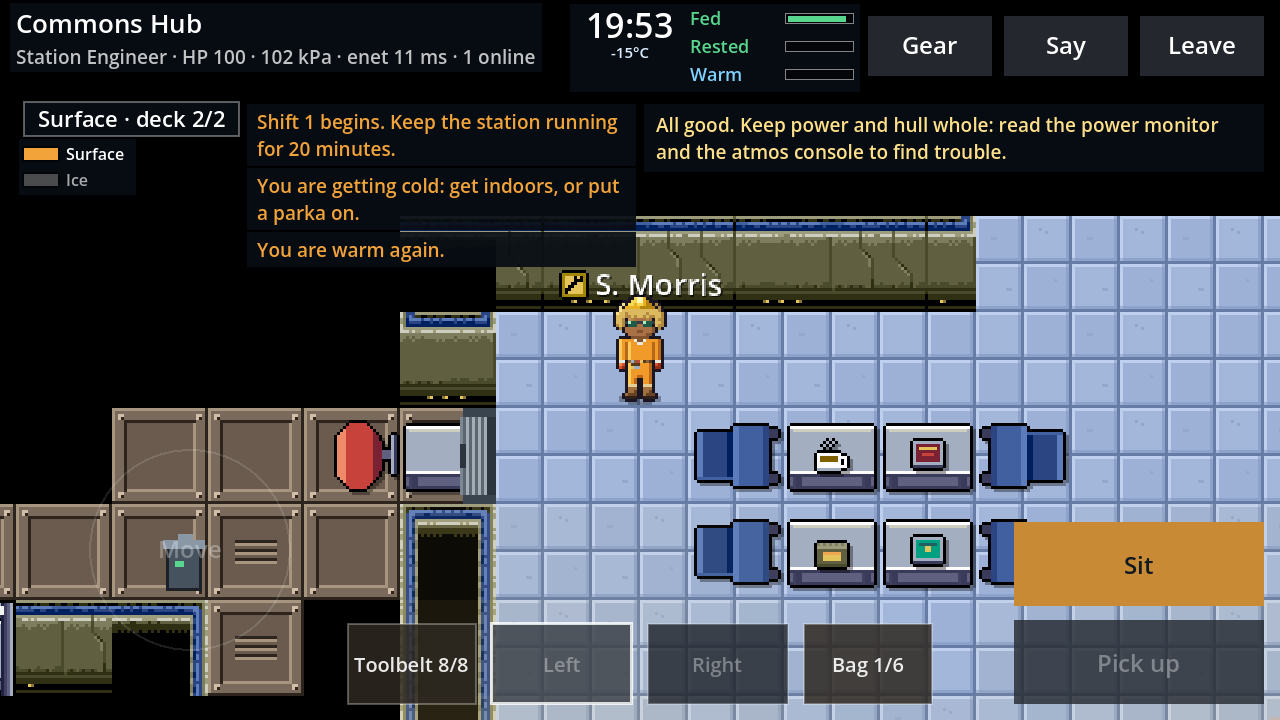 Commons Hub
Station Engineer · HP 100 · 102 kPa · enet 11 ms · 1 online
19:53
-15°C
Fed
Rested
Warm
Gear
Say
Leave
Surface · deck 2/2
Surface
Ice
Shift 1 begins. Keep the station running
for 20 minutes.
You are getting cold: get indoors, or put
a parka on.
You are warm again.
All good. Keep power and hull whole: read the power monitor
and the atmos console to find trouble.
S. Morris
Move
Sit
Toolbelt 8/8
Left
Right
Bag 1/6
Pick up